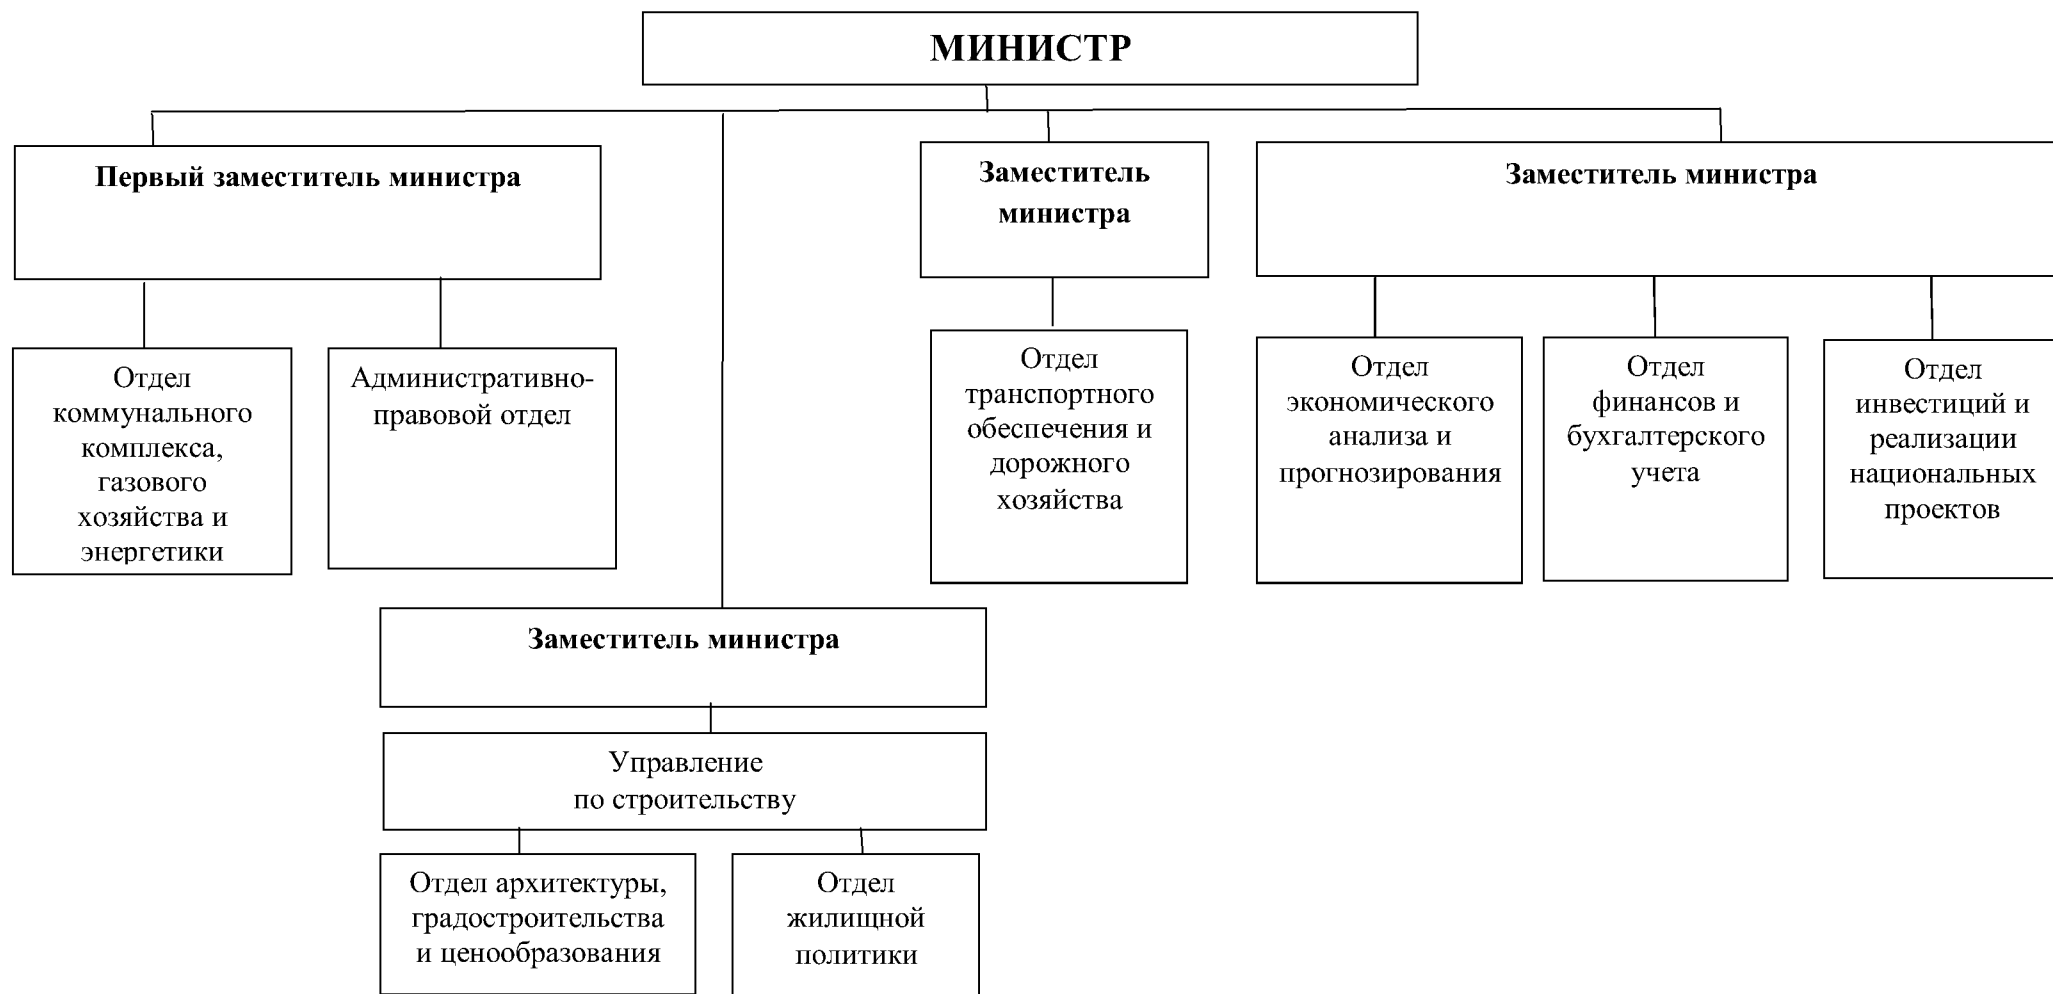 МИНИСТР
Первый заместитель министра
Заместитель
министра
Заместитель министра
Отдел
коммунального
комплекса,
газового
хозяйства и
энергетики
Административно-
правовой отдел
Отдел
транспортного
обеспечения и
дорожного
хозяйства
Отдел
экономического
анализа и
прогнозирования
Отдел
финансов и
бухгалтерского
учета
Отдел
инвестиций и
реализации
национальных
проектов
Заместитель министра
Управление
по строительству
Отдел архитектуры,
градостроительства
и ценообразования
Отдел
жилищной
политики